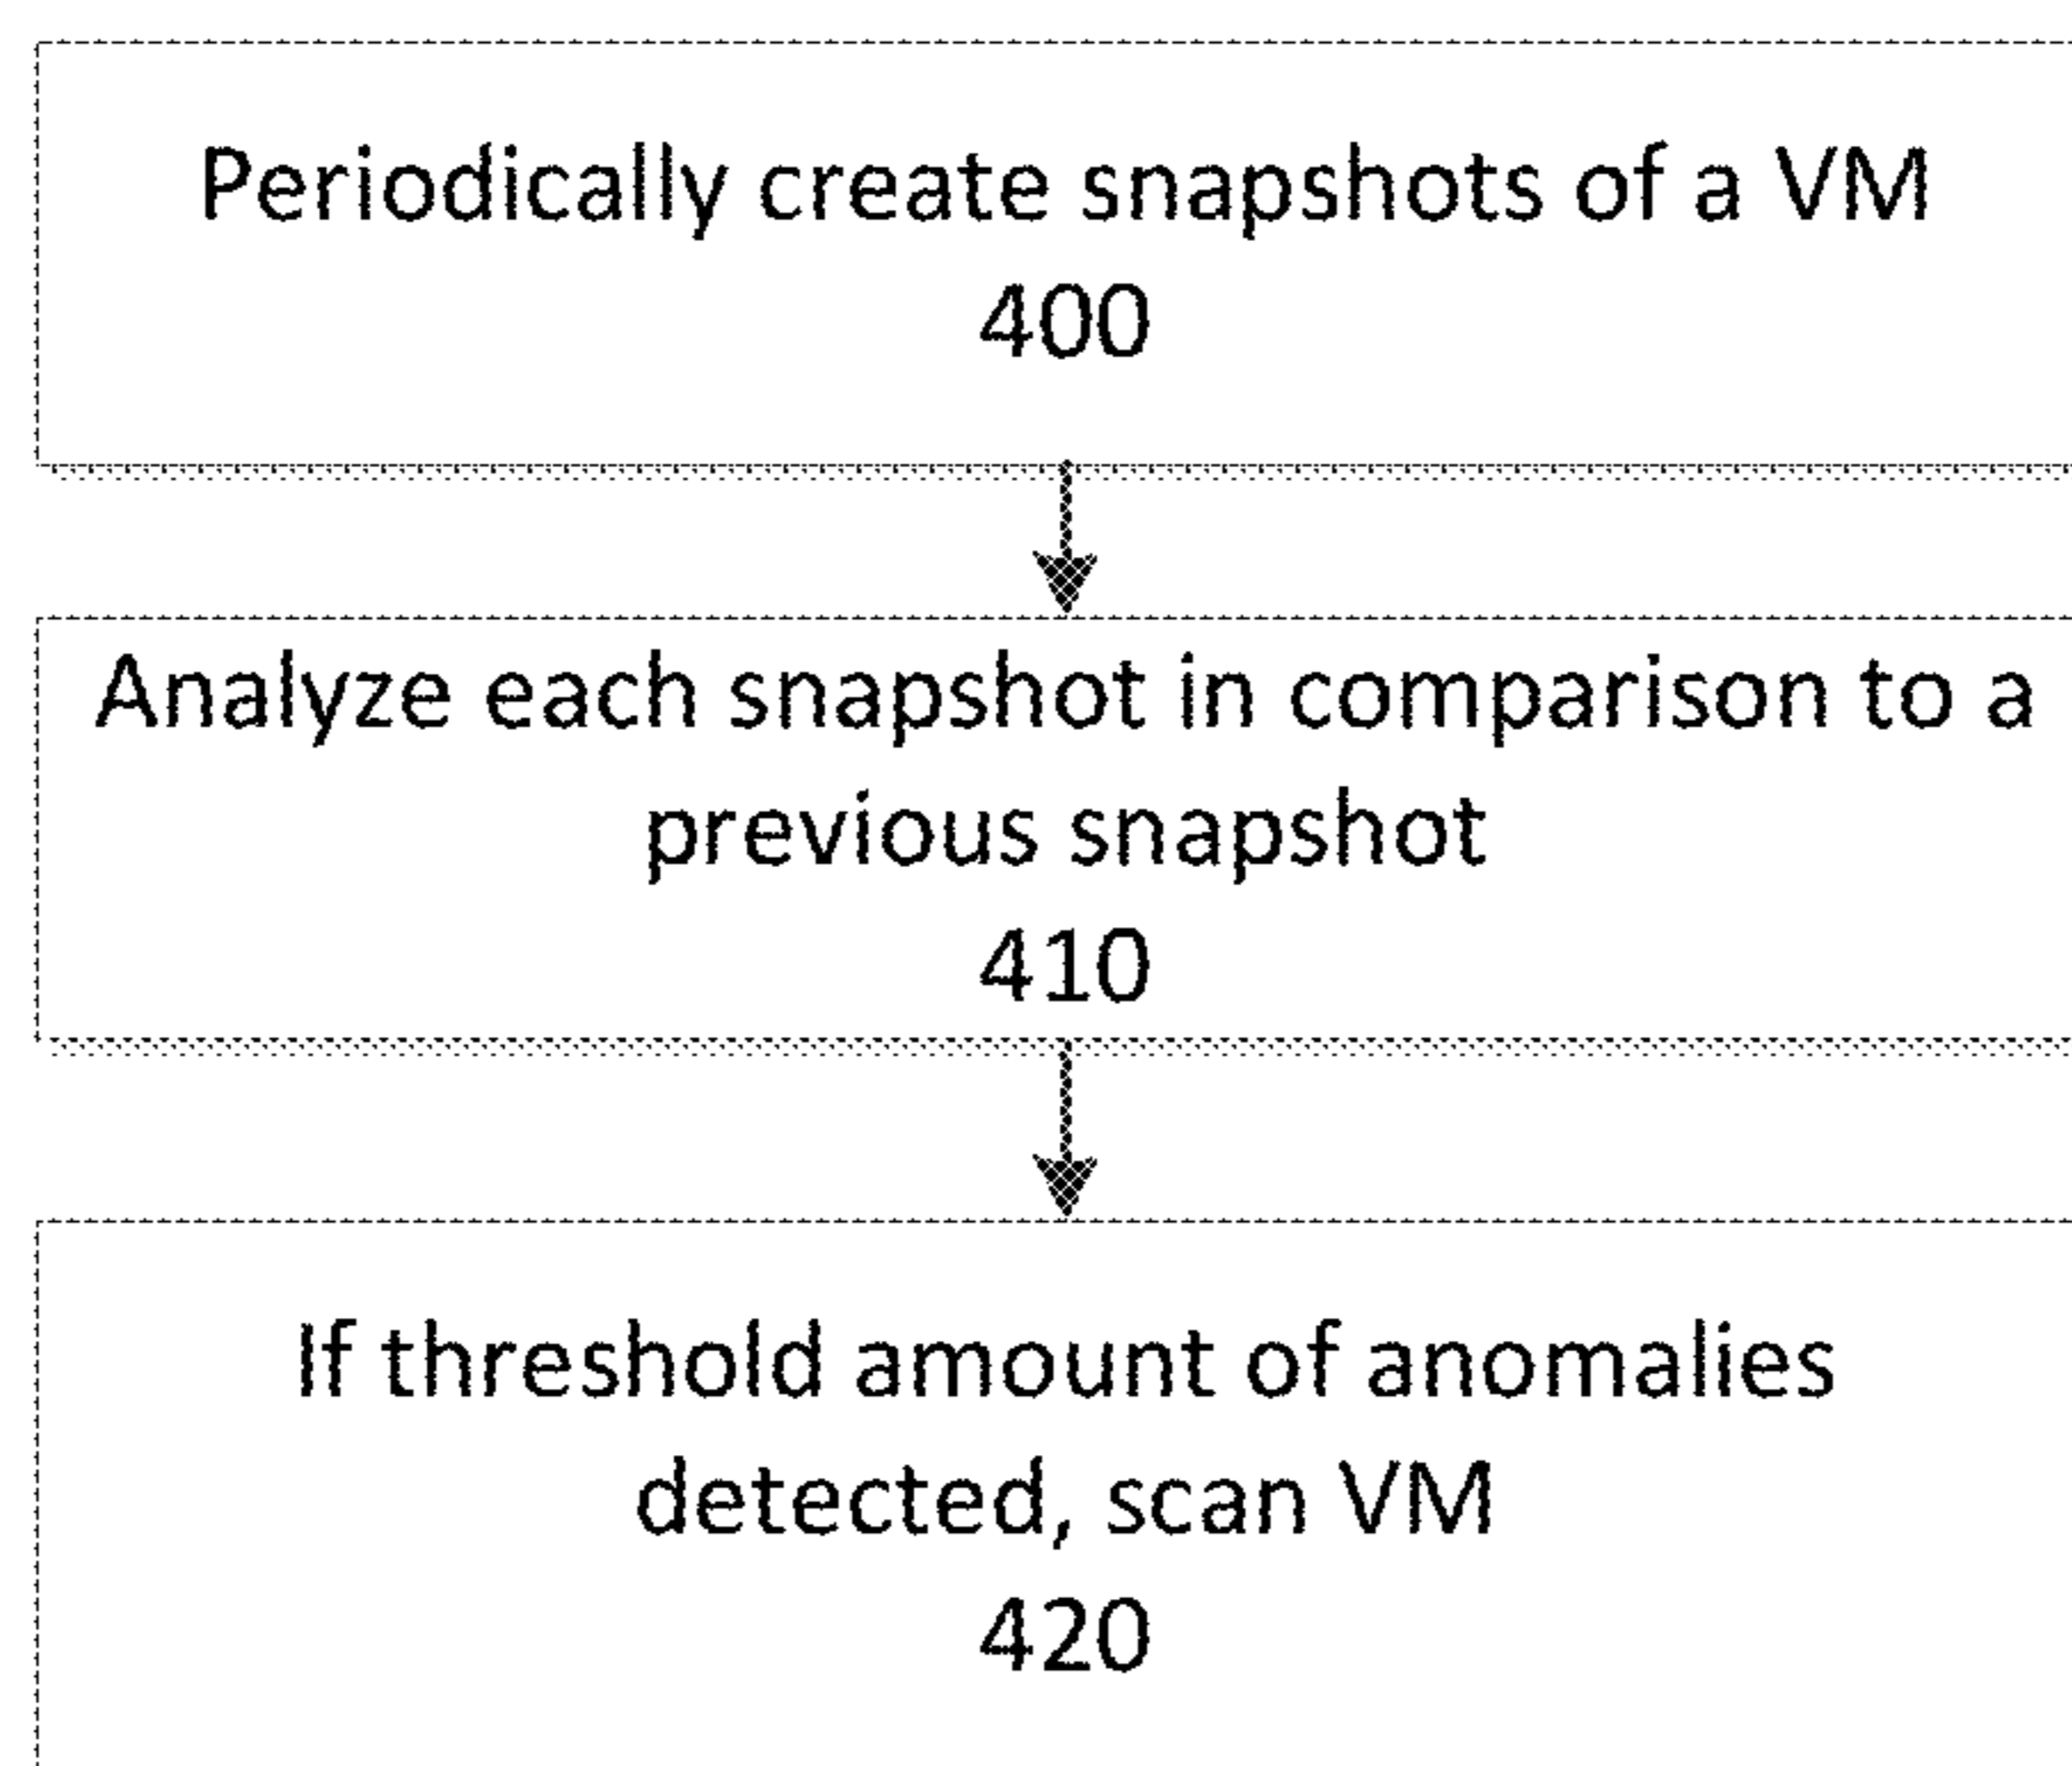 Periodically create snapshots of a VM
400
Analyze each snapshot in comparison to a
previous snapshot
410
If threshold amount of anomalies
detected, scan VM
420